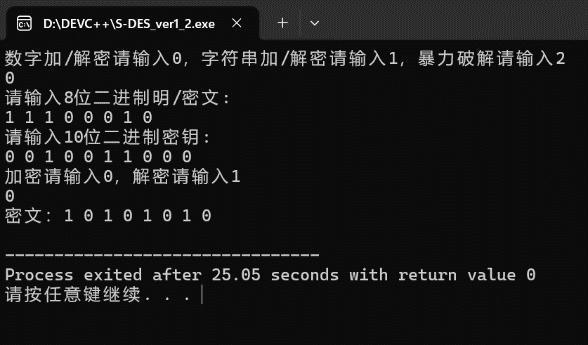 D:\DEVC++\S-DES_ver1_2.exe
数字加/解密请输入0，字符串加/解密请输入1，暴力破解请输入2
0
请输入8位二进制明/密文：
1 1 1 0 0 0 1 0
请输入10位二进制密钥：
0 0 1 0 0 1 1 0 0 0
加密请输入0，解密请输入1
0
密文：1 0 1 0 1 0 1 0
--------------------------------
Process exited after 25.05 seconds with return value 0
请按任意键继续. . .